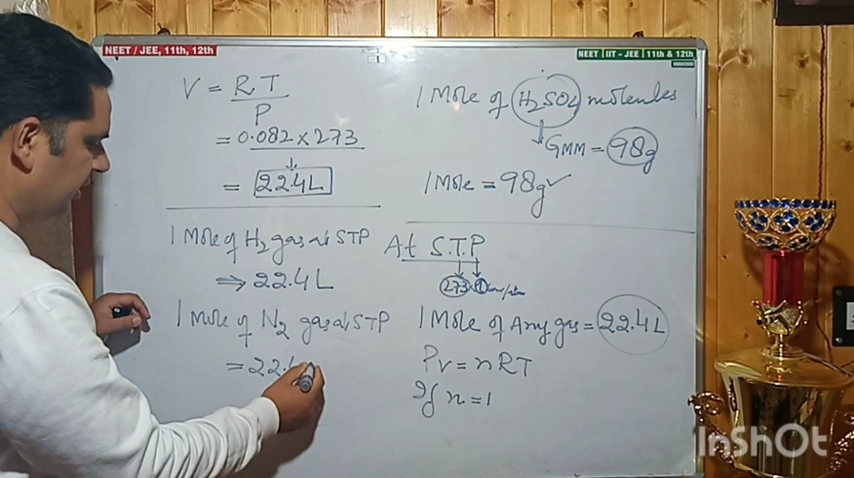 NEET / JEE, 11th, 12th
NEET | IIT - JEE | 11th & 12th
V = RT
P
= 0.082 x 273
= 22.4L
1 Mole of H2SO4 molecules
GMM = 98g
1 Mole = 98g
1 Mole of H2 gas at STP
⇒ 22.4L
1 Mole of N2 gas at STP
= 22.4
At S.T.P
273
1 Mole of Any gas = 22.4L
PV = nRT
If n = 1
InShOt